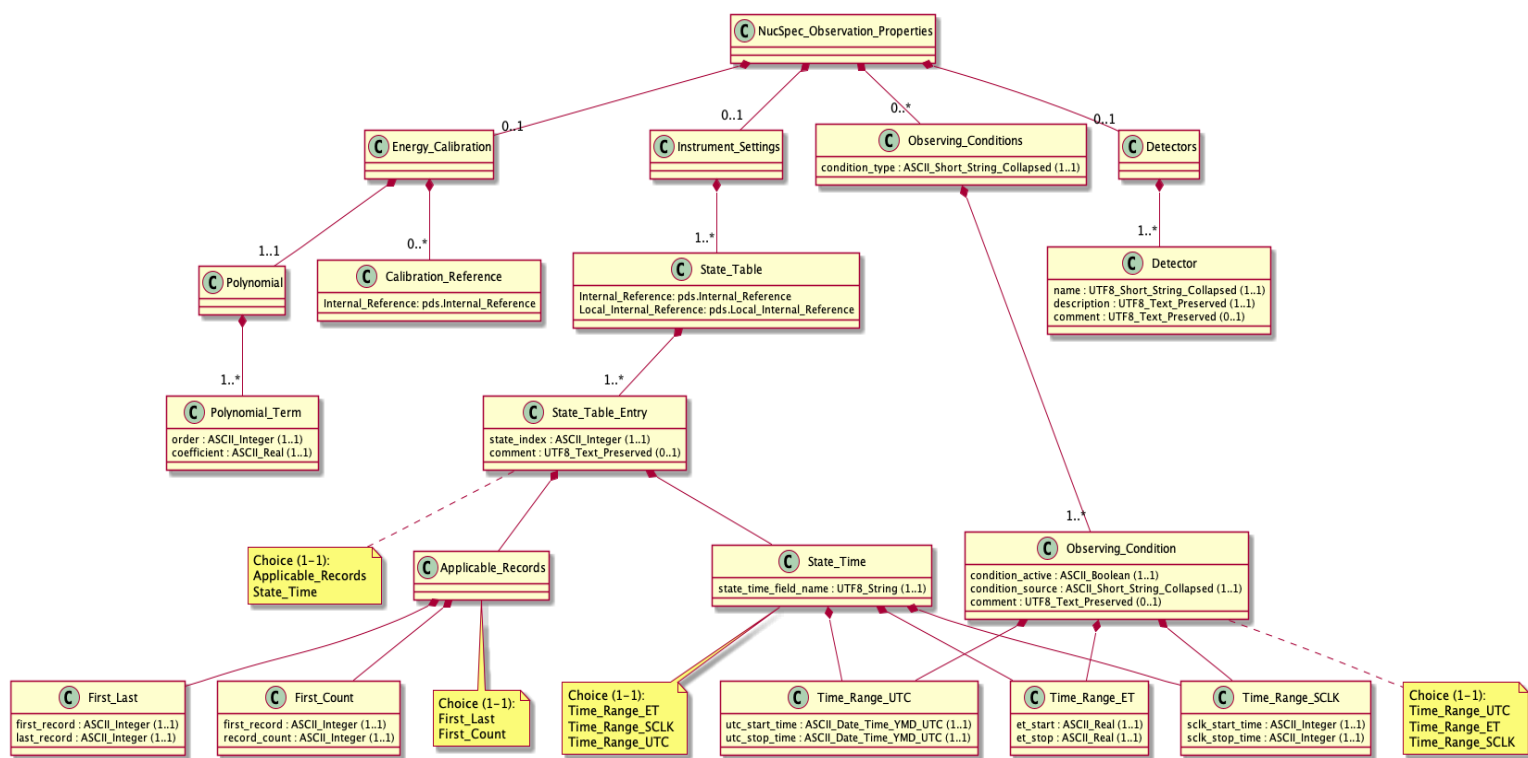 C NucSpec_Observation_Properties
0..1
0..1
0..*
0..1
C Energy_Calibration
C Instrument_Settings
C Observing_Conditions
condition_type : ASCII_Short_String_Collapsed (1..1)
C Detectors
1..1
0..*
1..*
1..*
C Polynomial
C Calibration_Reference
Internal_Reference: pds.Internal_Reference
C State_Table
Internal_Reference: pds.Internal_Reference
Local_Internal_Reference: pds.Local_Internal_Reference
C Detector
name : UTF8_Short_String_Collapsed (1..1)
description : UTF8_Text_Preserved (1..1)
comment : UTF8_Text_Preserved (0..1)
1..*
1..*
C Polynomial_Term
order : ASCII_Integer (1..1)
coefficient : ASCII_Real (1..1)
C State_Table_Entry
state_index : ASCII_Integer (1..1)
comment : UTF8_Text_Preserved (0..1)
1..*
Choice (1-1):
Applicable_Records
State_Time
C Applicable_Records
C State_Time
state_time_field_name : UTF8_String (1..1)
C Observing_Condition
condition_active : ASCII_Boolean (1..1)
condition_source : ASCII_Short_String_Collapsed (1..1)
comment : UTF8_Text_Preserved (0..1)
C First_Last
first_record : ASCII_Integer (1..1)
last_record : ASCII_Integer (1..1)
C First_Count
first_record : ASCII_Integer (1..1)
record_count : ASCII_Integer (1..1)
Choice (1-1):
First_Last
First_Count
Choice (1-1):
Time_Range_ET
Time_Range_SCLK
Time_Range_UTC
C Time_Range_UTC
utc_start_time : ASCII_Date_Time_YMD_UTC (1..1)
utc_stop_time : ASCII_Date_Time_YMD_UTC (1..1)
C Time_Range_ET
et_start : ASCII_Real (1..1)
et_stop : ASCII_Real (1..1)
C Time_Range_SCLK
sclk_start_time : ASCII_Integer (1..1)
sclk_stop_time : ASCII_Integer (1..1)
Choice (1-1):
Time_Range_UTC
Time_Range_ET
Time_Range_SCLK